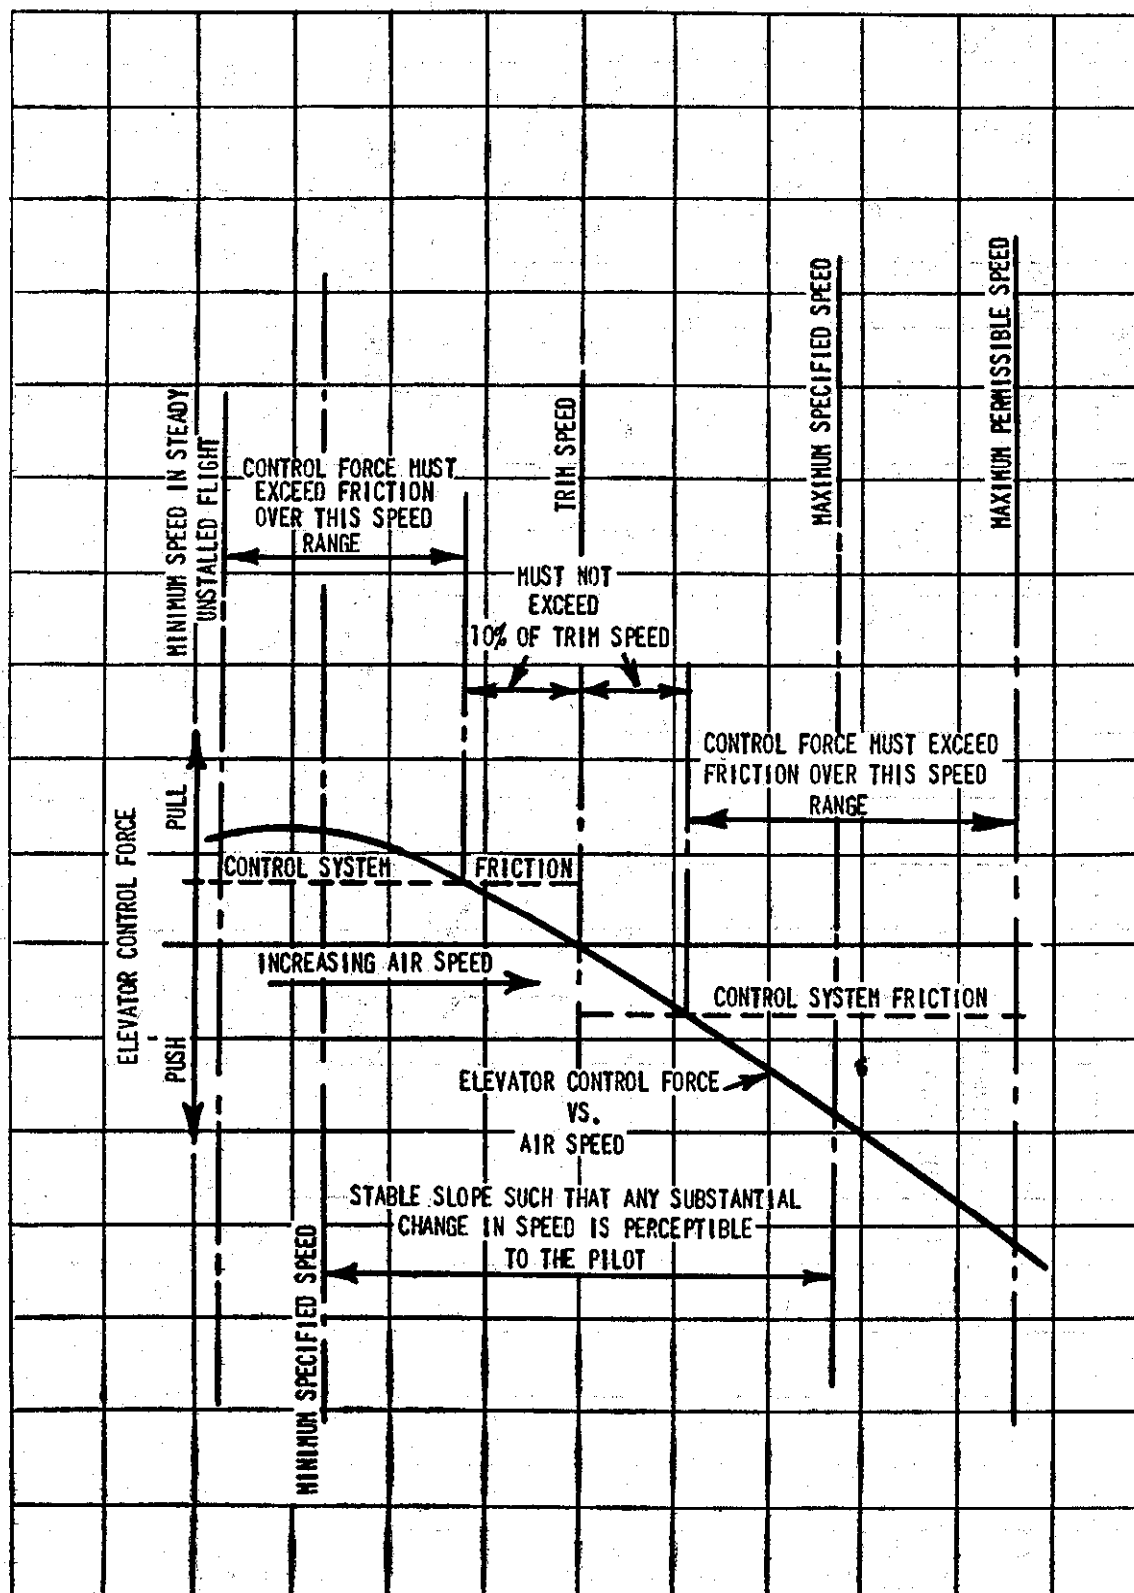 MAXIMUM PERMISSIBLE SPEED
MAXIMUM SPECIFIED SPEED
MINIMUM SPEED IN STEADY
UNSTALLED FLIGHT
TRIM SPEED
CONTROL FORCE MUST
EXCEED FRICTION
OVER THIS SPEED
RANGE
MUST NOT
EXCEED
10% OF TRIM SPEED
CONTROL FORCE MUST EXCEED
FRICTION OVER THIS SPEED
RANGE
ELEVATOR CONTROL FORCE
PULL
PUSH
CONTROL SYSTEM FRICTION
INCREASING AIR SPEED
CONTROL SYSTEM FRICTION
ELEVATOR CONTROL FORCE
VS.
AIR SPEED
STABLE SLOPE SUCH THAT ANY SUBSTANTIAL
CHANGE IN SPEED IS PERCEPTIBLE
TO THE PILOT
MINIMUM SPECIFIED SPEED